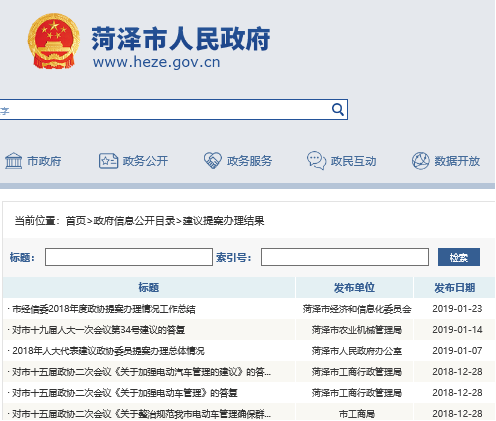 菏泽市人民政府
www.heze.gov.cn
字
市政府 政务公开 政务服务 政民互动 数据开放
当前位置：首页>政府信息公开目录>建议提案办理结果
标题： 索引号： 检索
标题 发布单位 发布日期
· 市经信委2018年度政协提案办理情况工作总结 菏泽市经济和信息化委员会 2019-01-23
· 对市十九届人大一次会议第34号建议的答复 菏泽市农业机械管理局 2019-01-14
· 2018年人大代表建议政协委员提案办理总体情况 菏泽市人民政府办公室 2019-01-07
· 对市十五届政协二次会议《关于加强电动汽车管理的建议》的答... 菏泽市工商行政管理局 2018-12-28
· 对市十五届政协二次会议《关于加强电动车管理》的答复 菏泽市工商行政管理局 2018-12-28
· 对市十五届政协二次会议《关于整治规范我市电动车管理确保群... 市工商局 2018-12-28